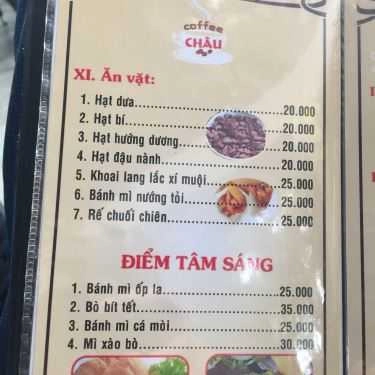 coffee
CHÂU
XI. Ăn vặt:
1. Hạt dưa 20.000
2. Hạt bí 20.000
3. Hạt hướng dương 20.000
4. Hạt đậu nành 20.000
5. Khoai lang lắc xí muội 25.000
6. Bánh mì nướng tỏi 25.000
7. Rế chuối chiên 25.000
ĐIỂM TÂM SÁNG
1. Bánh mì ốp la 25.000
2. Bò bít tết 35.000
3. Bánh mì cá mòi 25.000
4. Mì xào bò 30.000